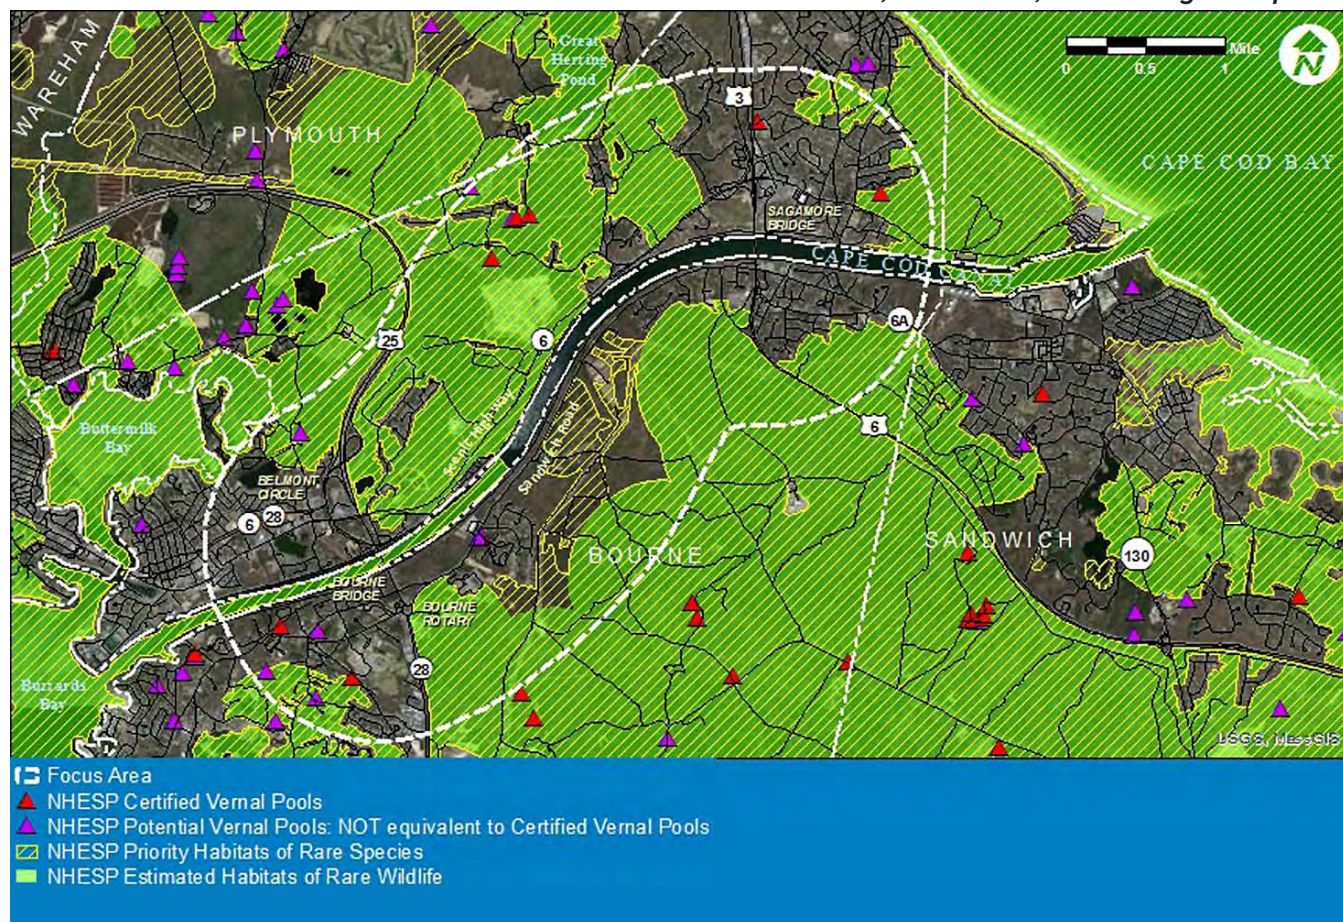 Great
Herring
Pond
Mile
0 0.5 1
N
WAREHAM
PLYMOUTH
3
CAPE COD BAY
SAGAMORE
BRIDGE
CAPE COD CANAL
25
6
6A
Buttermilk
Bay
Scenic Highway
Sandwich Road
6
BELMONT
CIRCLE
6
28
BOURNE
SANDWICH
130
BOURNE
BRIDGE
BOURNE
ROTARY
28
Buzzards
Bay
USGS, MassGIS
Focus Area
NHESP Certified Vernal Pools
NHESP Potential Vernal Pools: NOT equivalent to Certified Vernal Pools
NHESP Priority Habitats of Rare Species
NHESP Estimated Habitats of Rare Wildlife